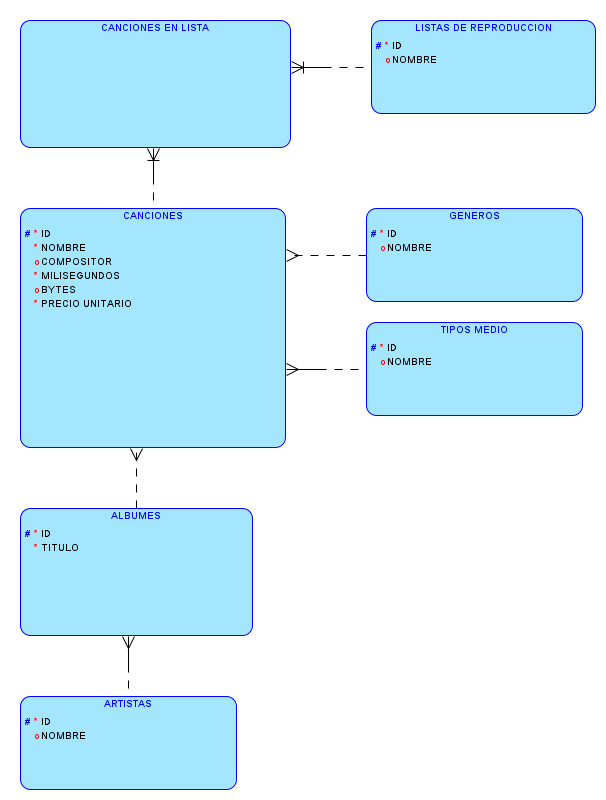 CANCIONES EN LISTA
LISTAS DE REPRODUCCION
# * ID
o NOMBRE
CANCIONES
# * ID
* NOMBRE
o COMPOSITOR
* MILISEGUNDOS
o BYTES
* PRECIO UNITARIO
GENEROS
# * ID
o NOMBRE
TIPOS MEDIO
# * ID
o NOMBRE
ALBUMES
# * ID
* TITULO
ARTISTAS
# * ID
o NOMBRE